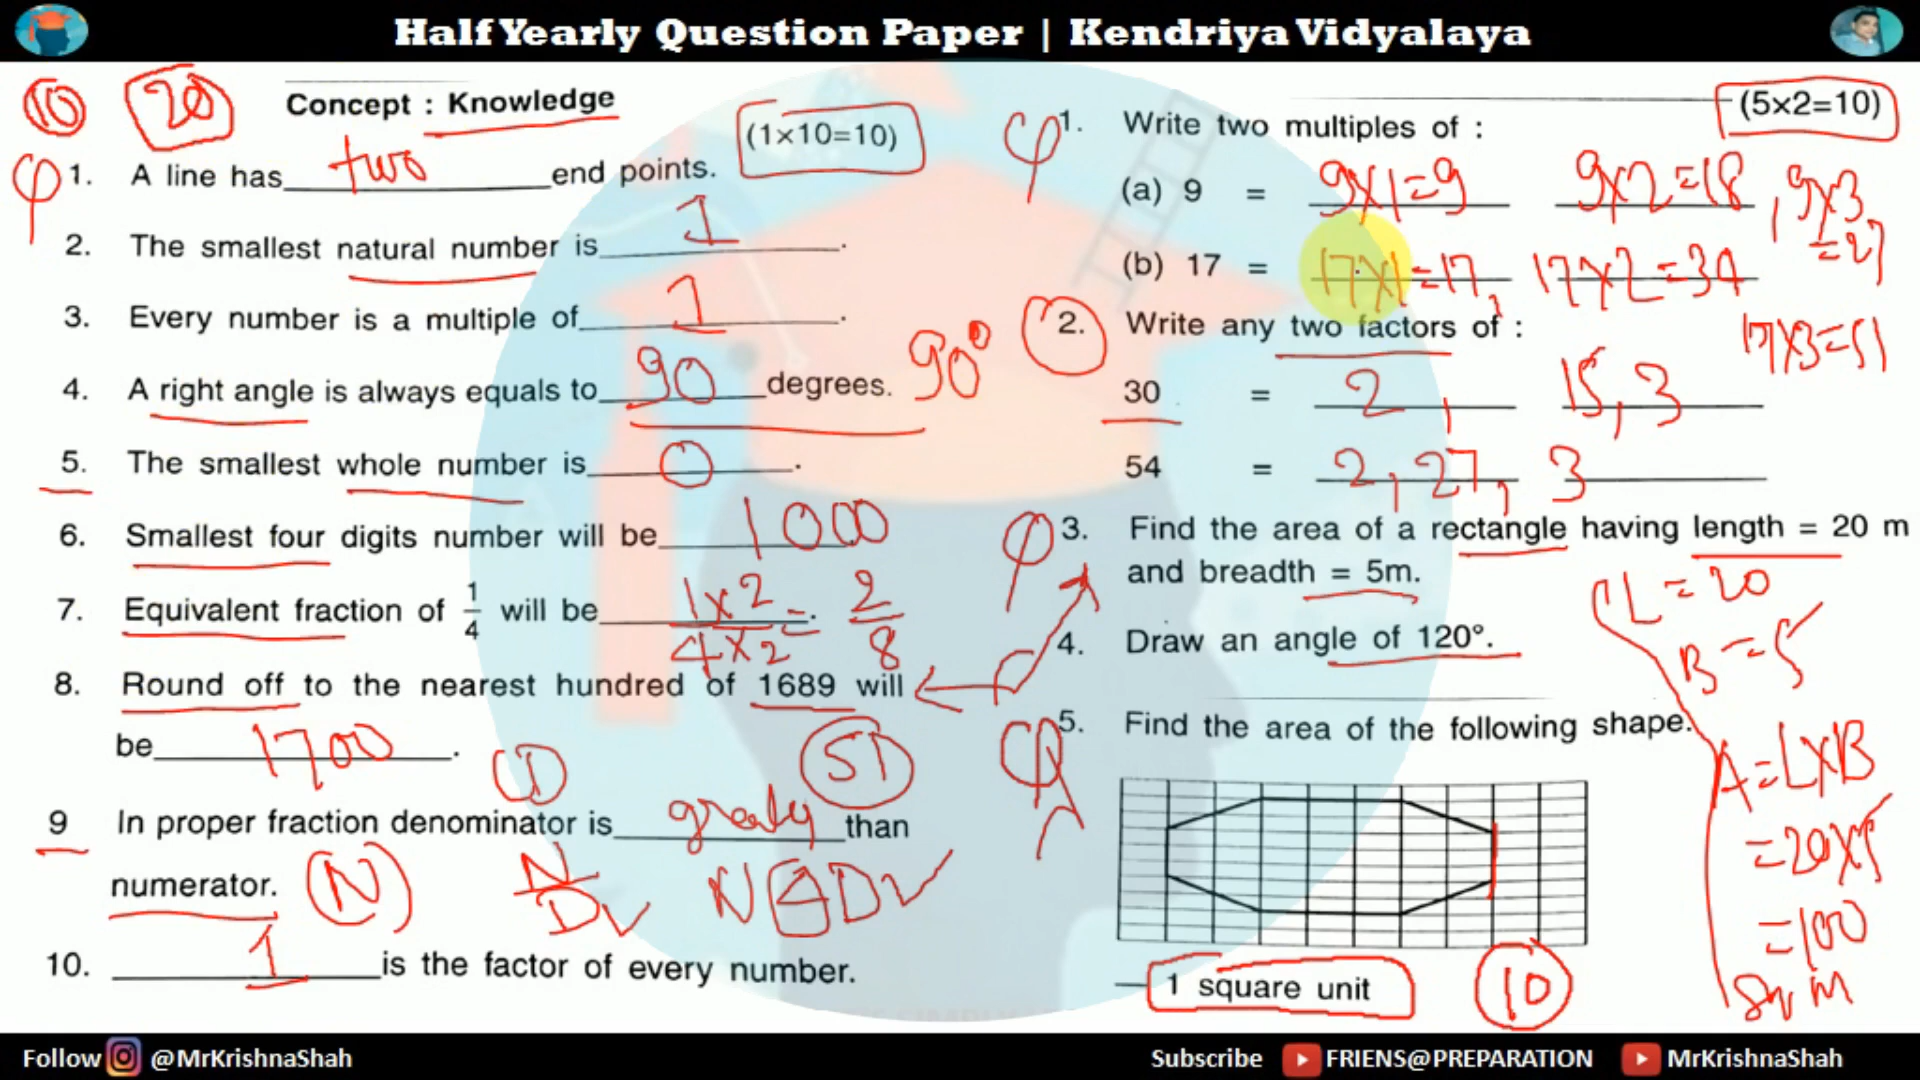 Half Yearly Question Paper | Kendriya Vidyalaya
10 20 Concept : Knowledge
(1×10=10)
1. A line has two end points.
2. The smallest natural number is 1.
3. Every number is a multiple of 1.
4. A right angle is always equals to 90 degrees. 90°
5. The smallest whole number is 0.
6. Smallest four digits number will be 1000
7. Equivalent fraction of 1/4 will be 1×2/4×2 = 2/8
8. Round off to the nearest hundred of 1689 will
be 1700.
9 In proper fraction denominator is than
numerator. (N) N/D
10. 1 is the factor of every number.
(5×2=10)
1. Write two multiples of :
(a) 9 = 9×1=9 9×2=18, 9×3
=27
(b) 17 = 17×1=17, 17×2=34
17×3=51
2. Write any two factors of :
30 = 2, 15, 3
54 = 2, 27, 3
3. Find the area of a rectangle having length = 20 m
and breadth = 5m.
L=20
B=5
A=L×B
=20×5
=100
Sq m
4. Draw an angle of 120°.
5. Find the area of the following shape.
1 square unit 10
Follow @MrKrishnaShah
Subscribe FRIENS@PREPARATION MrKrishnaShah